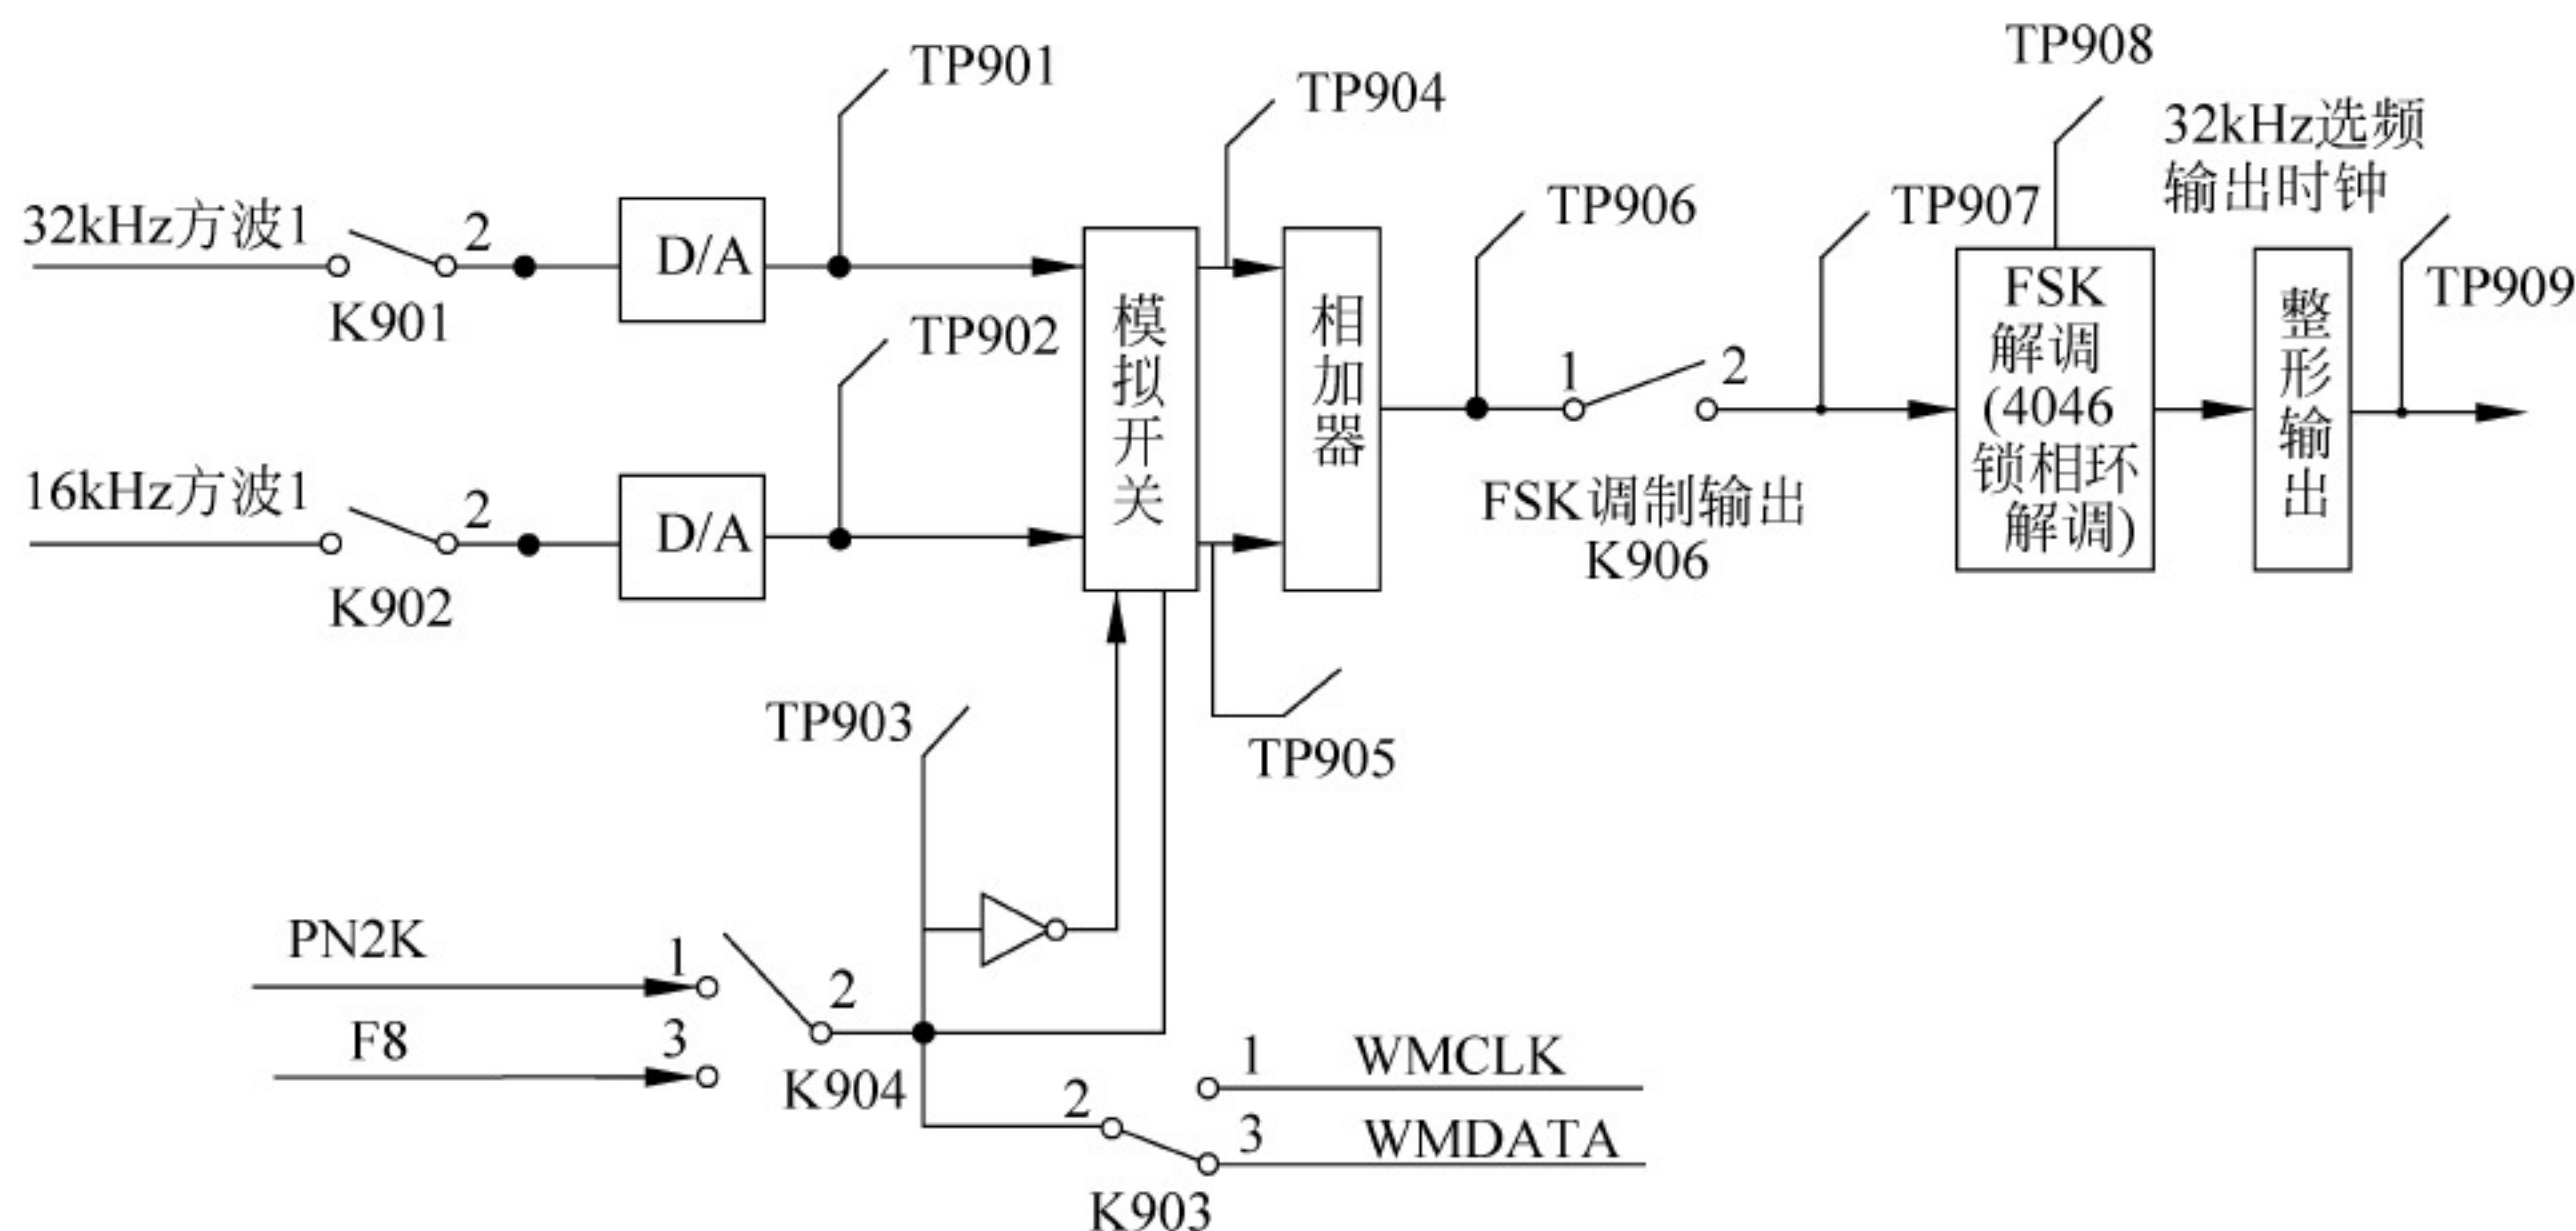 TP908
TP901
TP904
32kHz选频
输出时钟
TP906
TP907
32kHz方波1
2
D/A
K901
TP909
模拟开关
相加器
FSK
解调
(4046
锁相环
解调)
整形输出
TP902
1
2
16kHz方波1
2
D/A
K902
FSK调制输出
K906
TP903
TP905
PN2K
1
2
F8
3
K904
1
WMCLK
2
3
WMDATA
K903